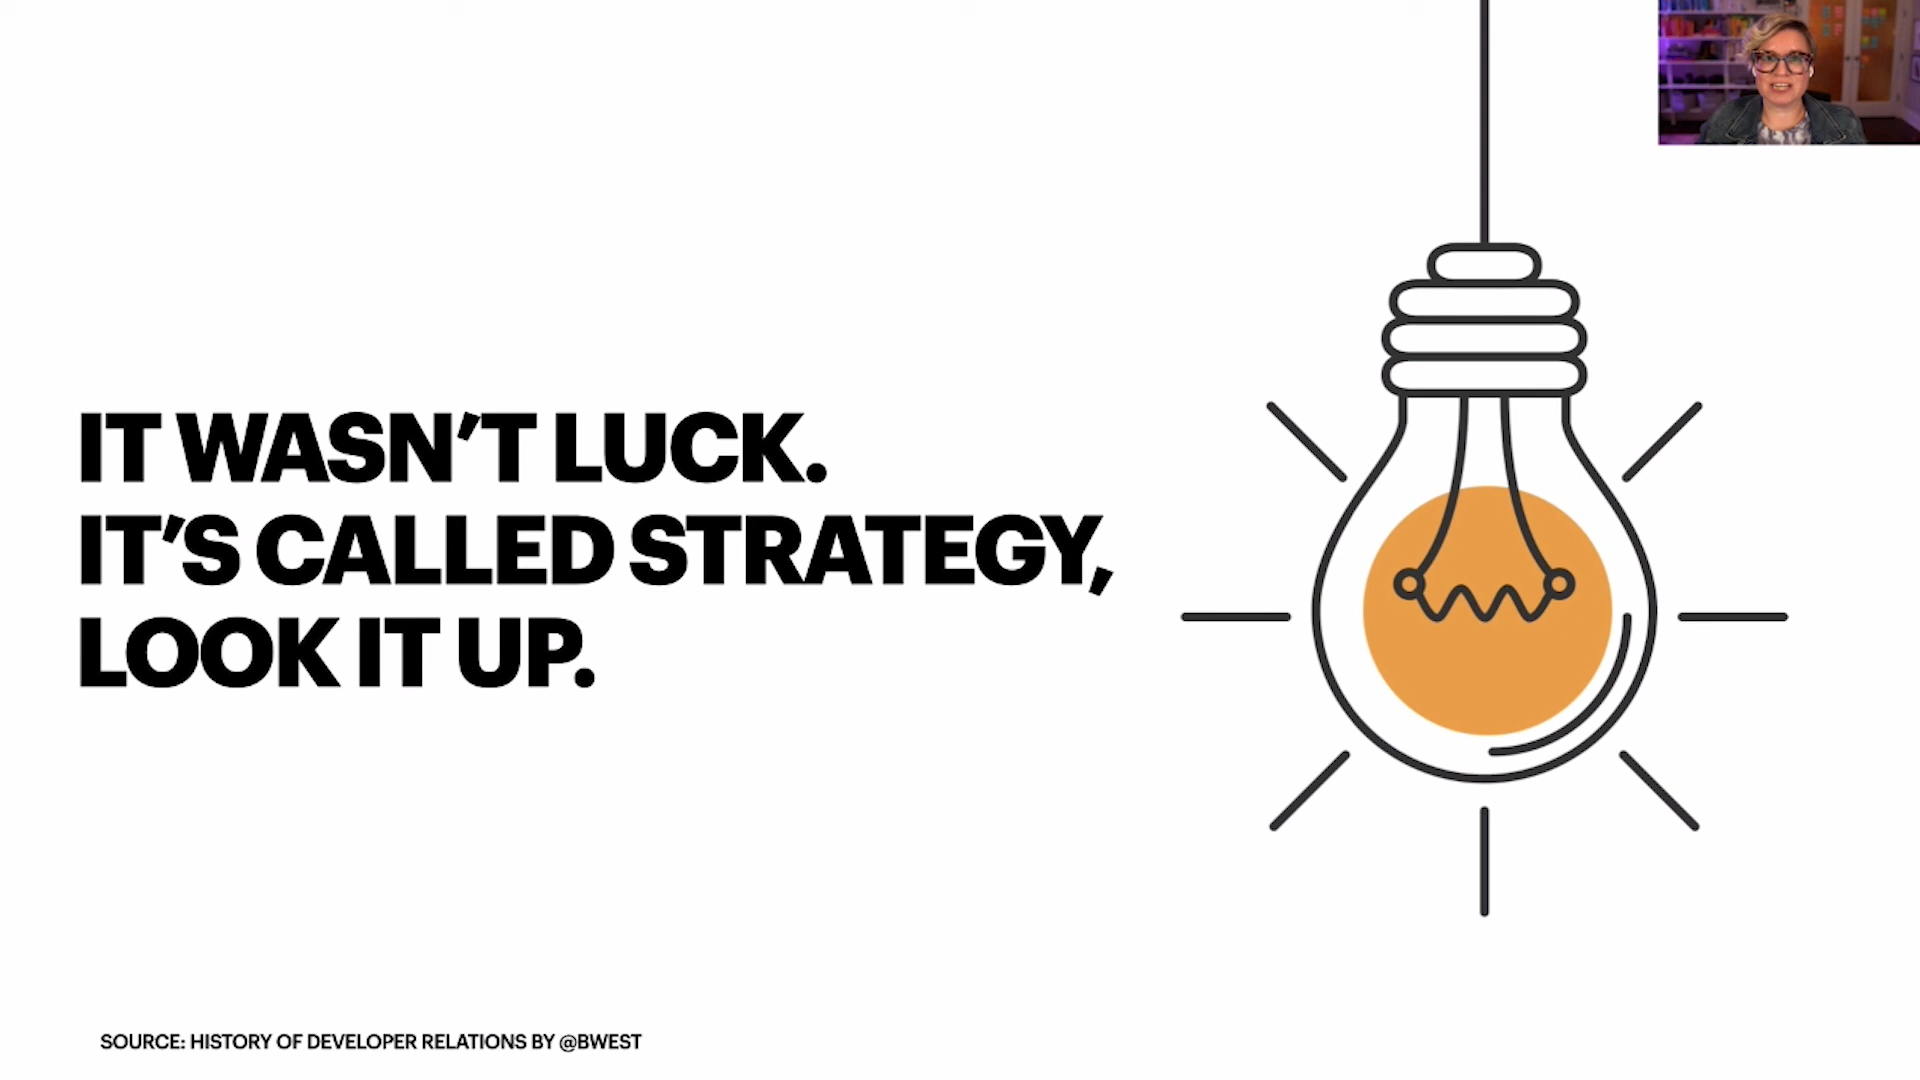 IT WASN’T LUCK.
IT’S CALLED STRATEGY,
LOOK IT UP.
SOURCE: HISTORY OF DEVELOPER RELATIONS BY @BWEST